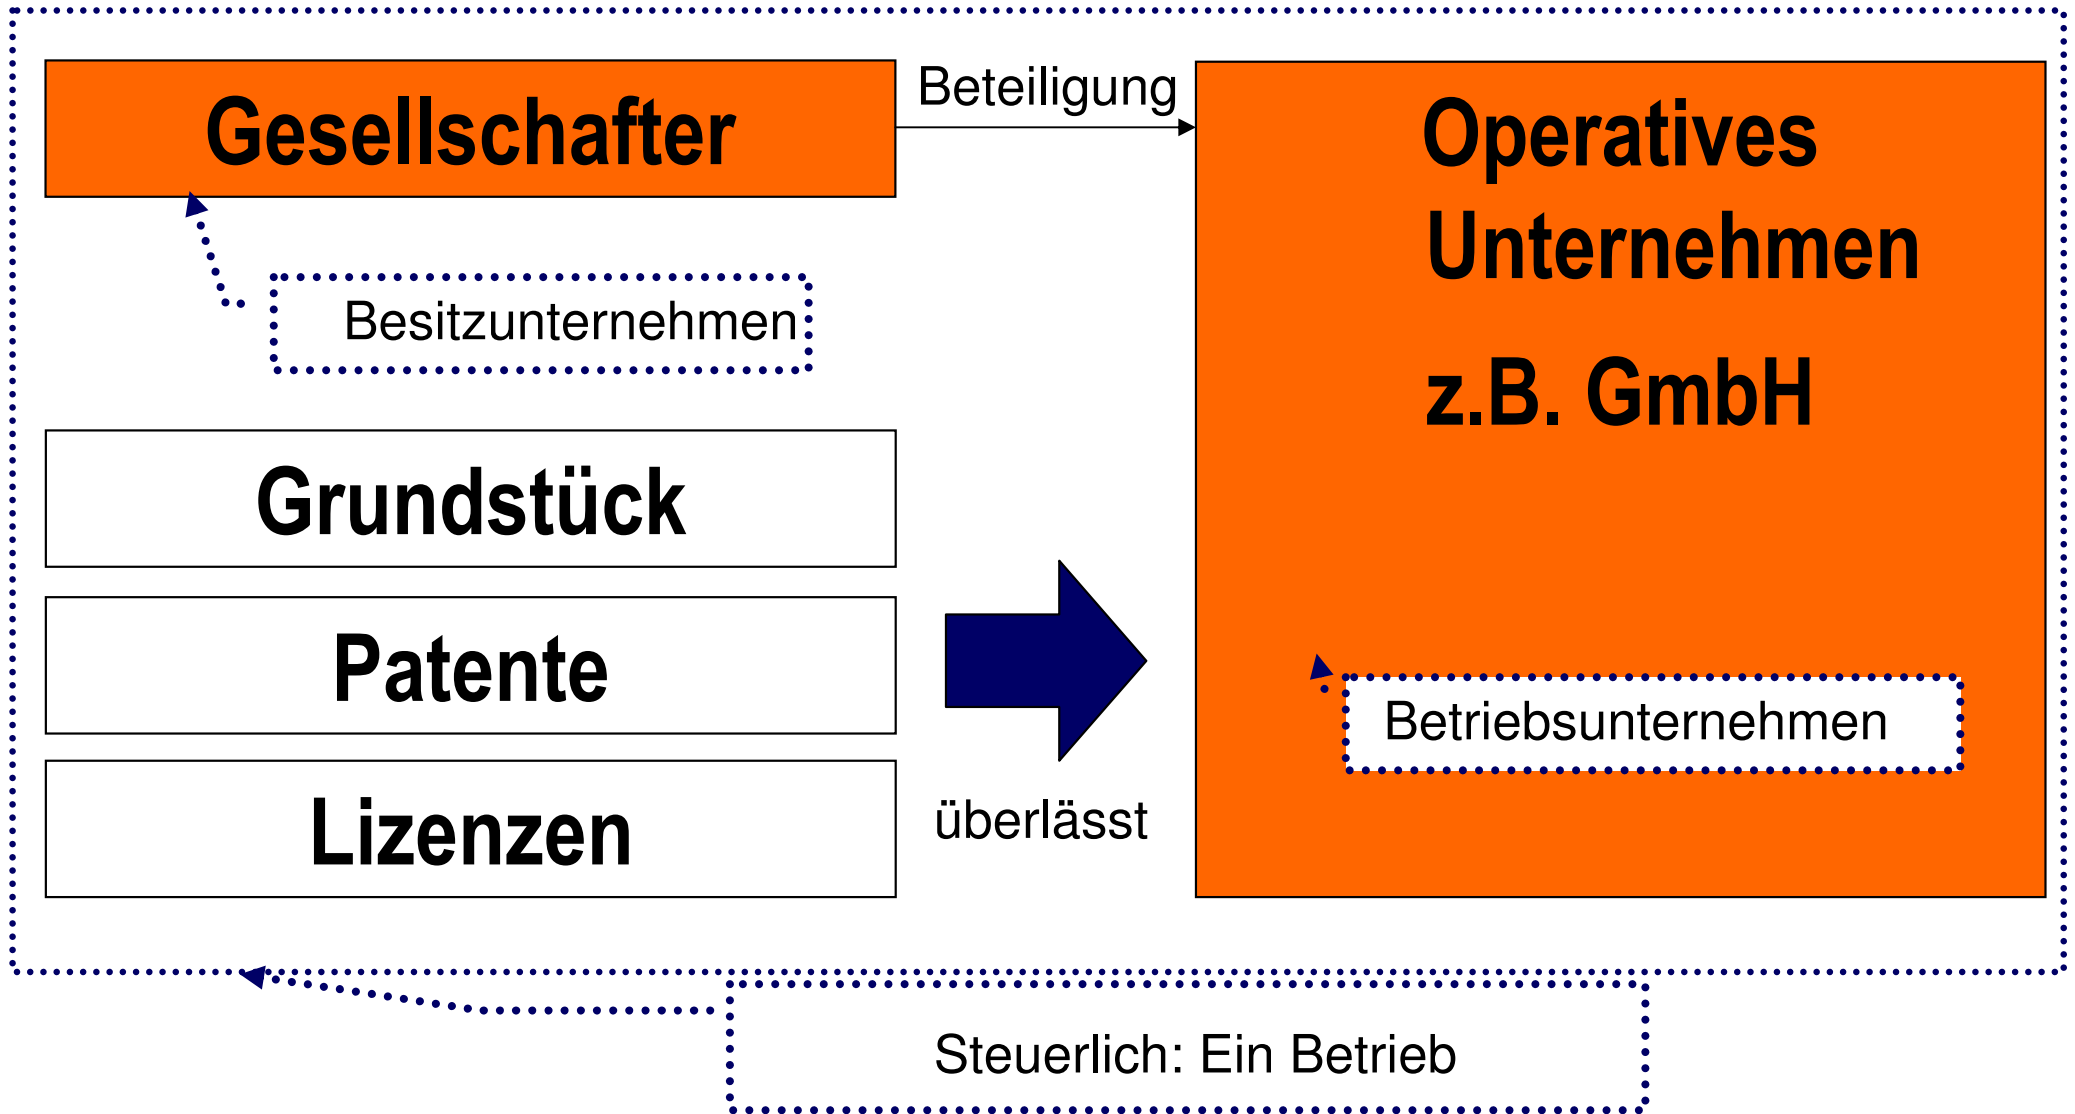 Gesellschafter
Beteiligung
Operatives
Unternehmen
z.B. GmbH
Besitzunternehmen
Grundstück
Patente
Lizenzen
überlässt
Betriebsunternehmen
Steuerlich: Ein Betrieb